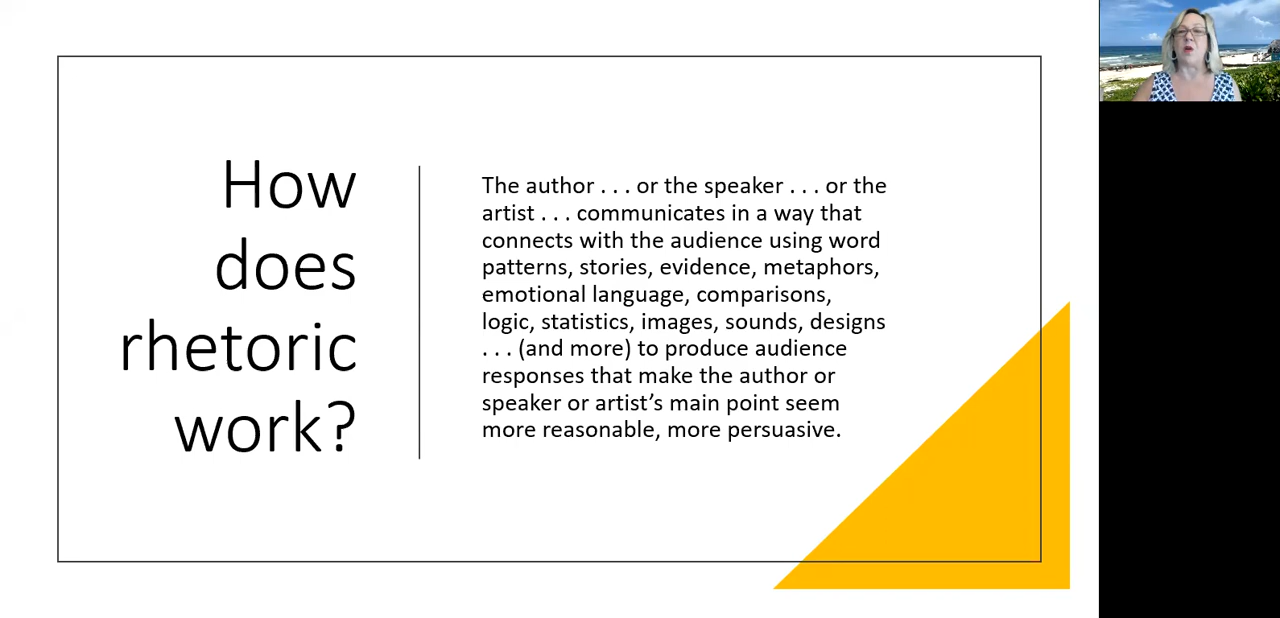 How
does
rhetoric
work?
The author . . . or the speaker . . . or the
artist . . . communicates in a way that
connects with the audience using word
patterns, stories, evidence, metaphors,
emotional language, comparisons,
logic, statistics, images, sounds, designs
. . . (and more) to produce audience
responses that make the author or
speaker or artist’s main point seem
more reasonable, more persuasive.